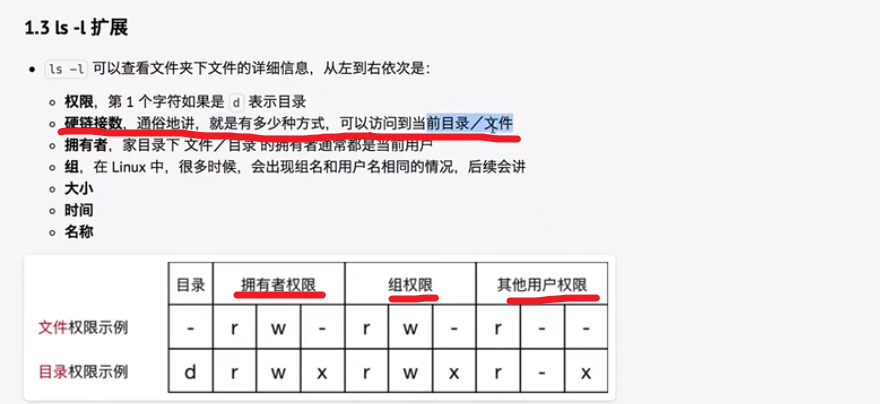 1.3 ls -l 扩展
ls -l 可以查看文件夹下文件的详细信息，从左到右依次是：
权限，第 1 个字符如果是 d 表示目录
硬链接数，通俗地讲，就是有多少种方式，可以访问到当前目录／文件
拥有者，家目录下 文件／目录 的拥有者通常都是当前用户
组，在 Linux 中，很多时候，会出现组名和用户名相同的情况，后续会讲
大小
时间
名称
目录 拥有者权限 组权限 其他用户权限
文件权限示例 - r w - r w - r - -
目录权限示例 d r w x r w x r - x